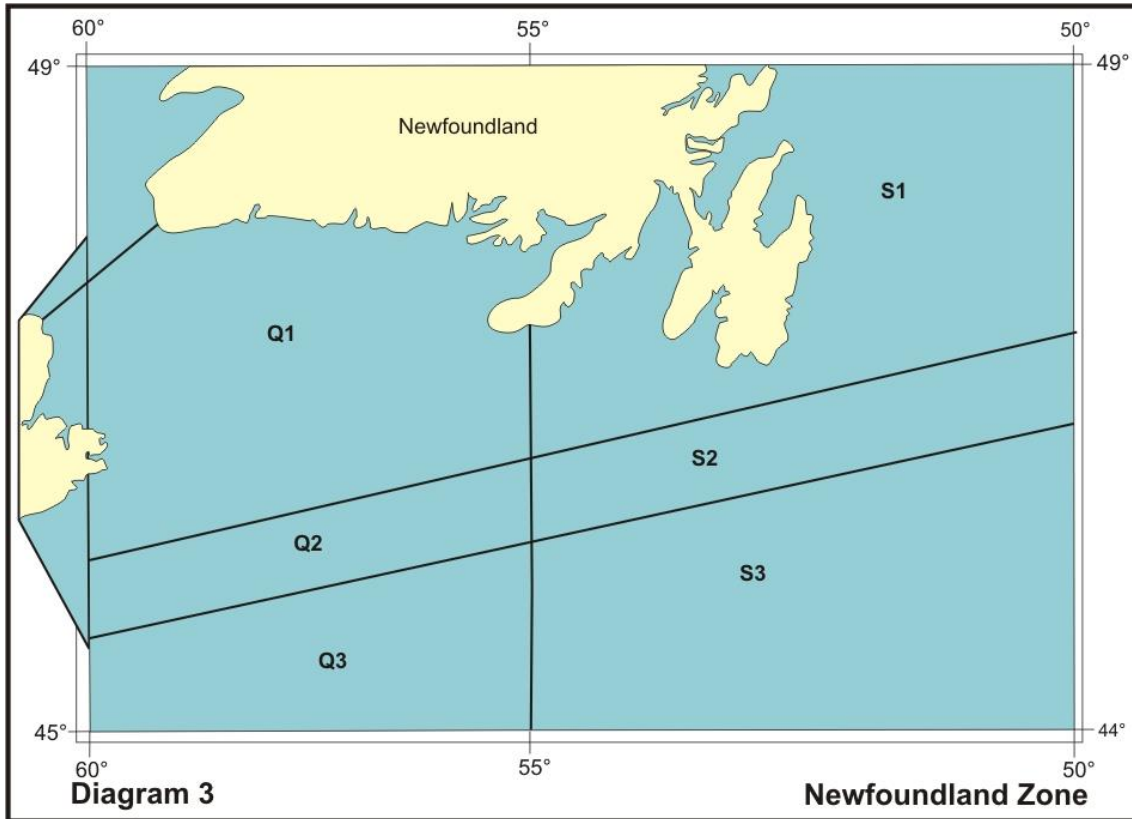 60° 55° 50°
49° 49°
Newfoundland
S1
Q1
S2
Q2
S3
Q3
45° 44°
60° 55° 50°
Diagram 3 Newfoundland Zone